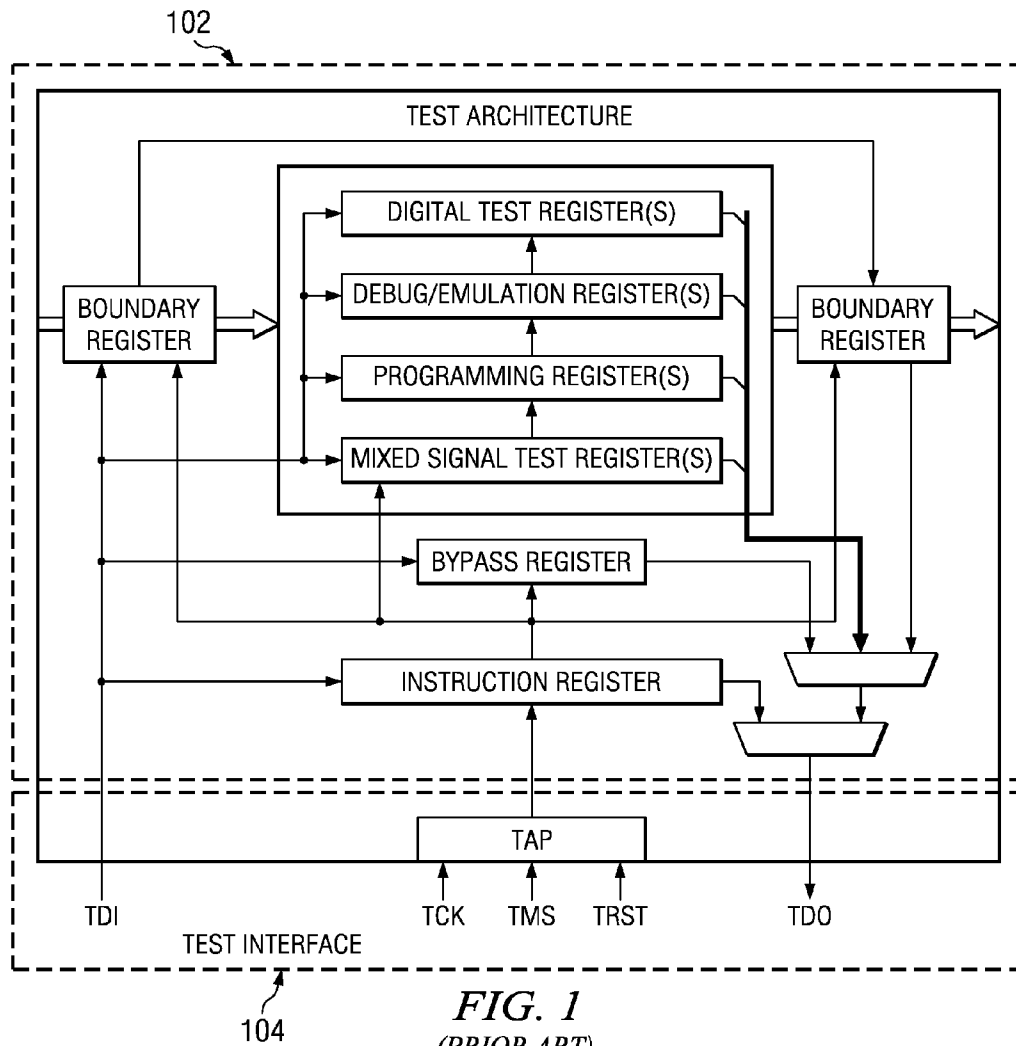 102
TEST ARCHITECTURE
DIGITAL TEST REGISTER(S)
DEBUG/EMULATION REGISTER(S)
BOUNDARY
REGISTER
BOUNDARY
REGISTER
PROGRAMMING REGISTER(S)
MIXED SIGNAL TEST REGISTER(S)
BYPASS REGISTER
INSTRUCTION REGISTER
TAP
TDI
TCK
TMS
TRST
TDO
TEST INTERFACE
104
FIG. 1
(PRIOR ART)